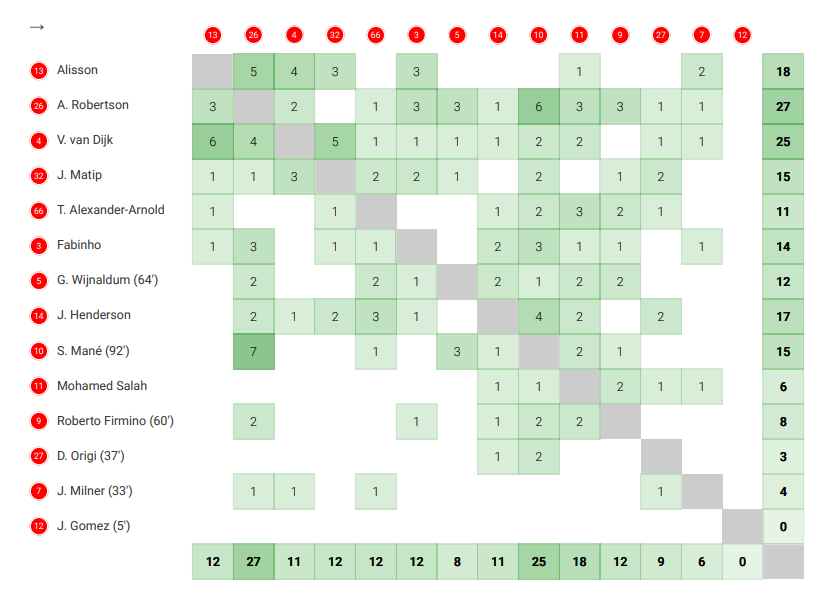 →
13 26 4 32 66 3 5 14 10 11 9 27 7 12
13 Alisson 5 4 3 3 1 2 18
26 A. Robertson 3 2 1 3 3 1 6 3 3 1 1 27
4 V. van Dijk 6 4 5 1 1 1 1 2 2 1 1 25
32 J. Matip 1 1 3 2 2 1 2 1 2 15
66 T. Alexander-Arnold 1 1 1 2 3 2 1 11
3 Fabinho 1 3 1 1 2 3 1 1 1 14
5 G. Wijnaldum (64') 2 2 1 2 1 2 2 12
14 J. Henderson 2 1 2 3 1 4 2 2 17
10 S. Mané (92') 7 1 3 1 2 1 15
11 Mohamed Salah 1 1 2 1 1 6
9 Roberto Firmino (60') 2 1 1 2 2 8
27 D. Origi (37') 1 2 3
7 J. Milner (33') 1 1 1 1 4
12 J. Gomez (5') 0
12 27 11 12 12 12 8 11 25 18 12 9 6 0